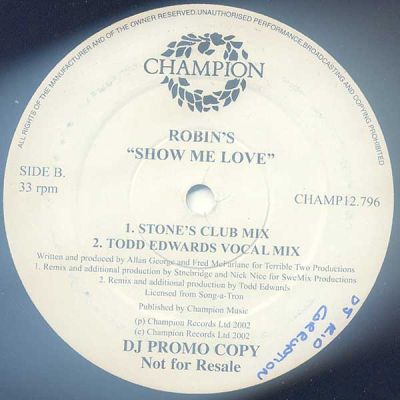 ALL RIGHTS OF THE MANUFACTURER AND OF THE OWNER RESERVED. UNAUTHORISED PERFORMANCE, BROADCASTING AND COPYING PROHIBITED
CHAMPION
ROBIN'S
"SHOW ME LOVE"
SIDE B.
33 rpm
CHAMP12.796
1. STONE'S CLUB MIX
2. TODD EDWARDS VOCAL MIX
Written and produced by Allan George and Fred McFarlane for Terrible Two Productions
1. Remix and additional production by Stnebridge and Nick Nice for SweMix Productions
2. Remix and additional production by Todd Edwards
Licensed from Song-a-Tron
Published by Champion Music
(p) Champion Records Ltd 2002
(c) Champion Records Ltd 2002
DJ PROMO COPY
Not for Resale
DJ RIO
CORRUPTION